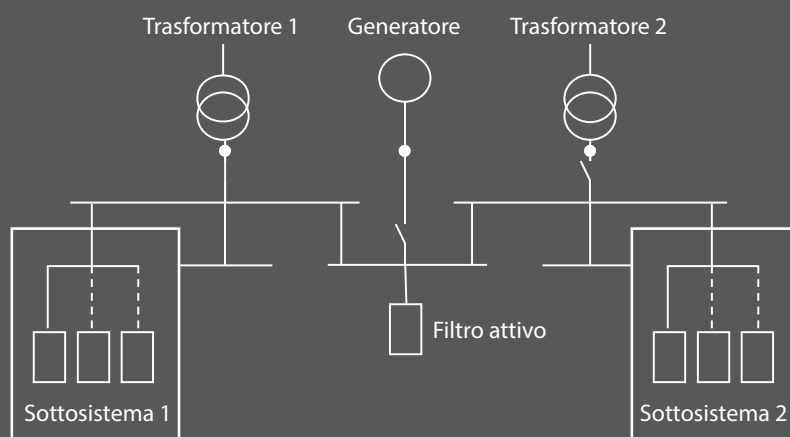 Trasformatore 1
Generatore
Trasformatore 2
Filtro attivo
Sottosistema 1
Sottosistema 2